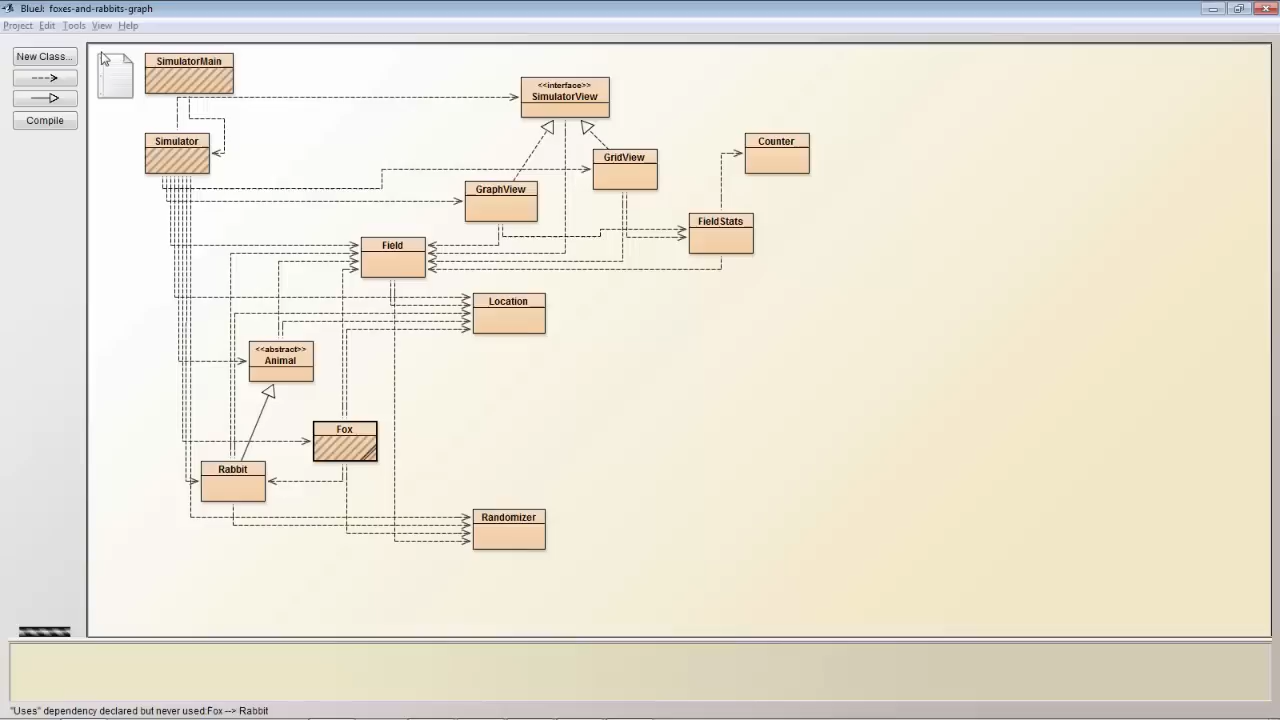 BlueJ: foxes-and-rabbits-graph
Project Edit Tools View Help
New Class...
Compile
SimulatorMain
<<interface>>
SimulatorView
Simulator
Counter
GridView
GraphView
FieldStats
Field
Location
<<abstract>>
Animal
Fox
Rabbit
Randomizer
"Uses" dependency declared but never used:Fox --> Rabbit